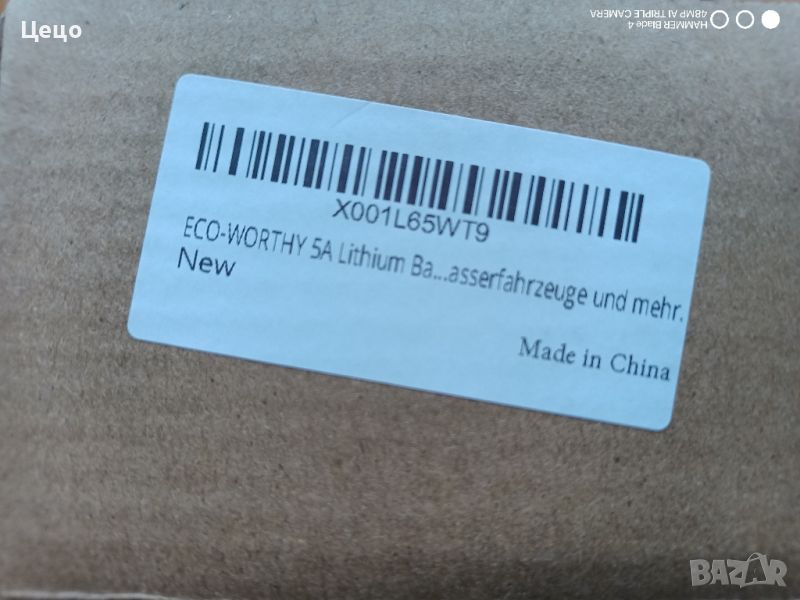 Цецо
HAMMER Blade 4
48MP AI TRIPLE CAMERA
X001L65WT9
ECO-WORTHY 5A Lithium Ba...asserfahrzeuge und mehr.
New
Made in China
BAZAR